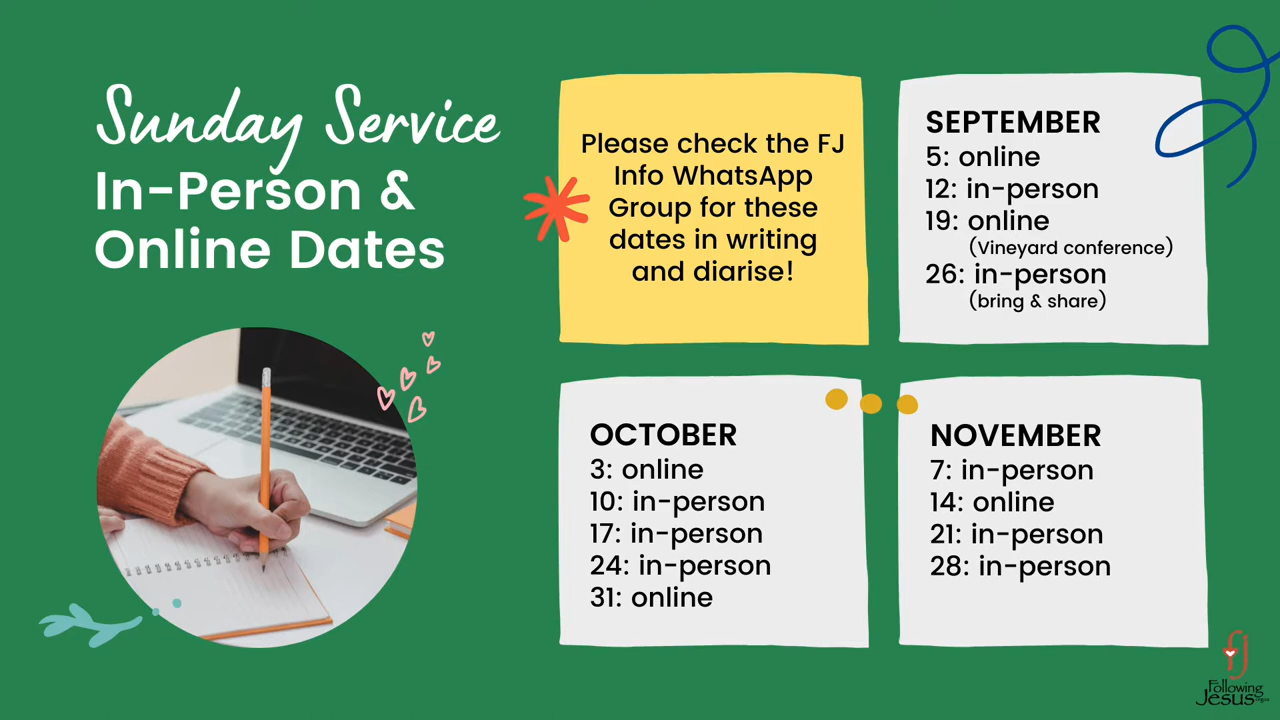 Sunday Service
In-Person &
Online Dates
Please check the FJ
Info WhatsApp
Group for these
dates in writing
and diarise!
SEPTEMBER
5: online
12: in-person
19: online
(Vineyard conference)
26: in-person
(bring & share)
OCTOBER
3: online
10: in-person
17: in-person
24: in-person
31: online
NOVEMBER
7: in-person
14: online
21: in-person
28: in-person
fj
Following
Jesus